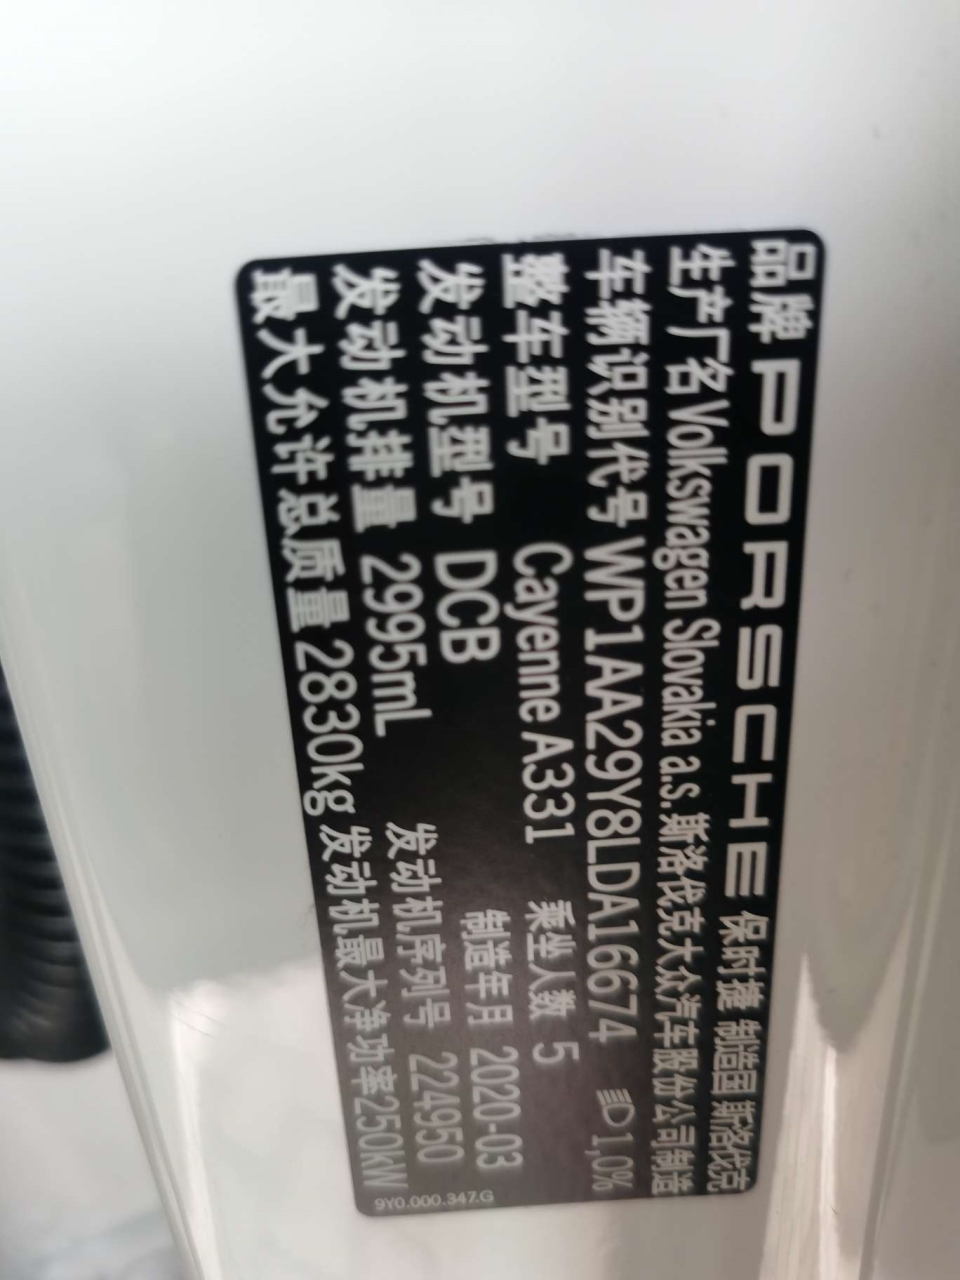 品牌 PORSCHE 保时捷 制造国 斯洛伐克
生产厂名 Volkswagen Slovakia a.s. 斯洛伐克大众汽车股份公司制造
车辆识别代号 WP1AA29Y8LDA16674 1,0%
整车型号 Cayenne A331 乘坐人数 5
发动机型号 DCB 制造年月 2020-03
发动机排量 2995mL 发动机序列号 224950
最大允许总质量 2830kg 发动机最大净功率250kW
9Y0.000.347.G